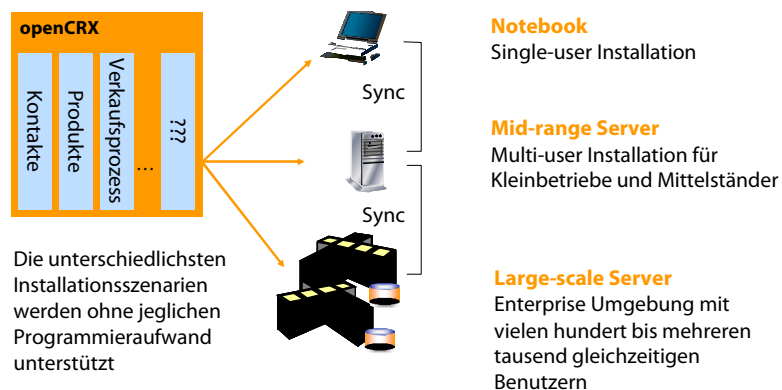 openCRX
Kontakte
Produkte
Verkaufsprozess
...
???
Die unterschiedlichsten
Installationsszenarien
werden ohne jeglichen
Programmieraufwand
unterstützt
Sync
Sync
Notebook
Single-user Installation
Mid-range Server
Multi-user Installation für
Kleinbetriebe und Mittelständer
Large-scale Server
Enterprise Umgebung mit
vielen hundert bis mehreren
tausend gleichzeitigen
Benutzern